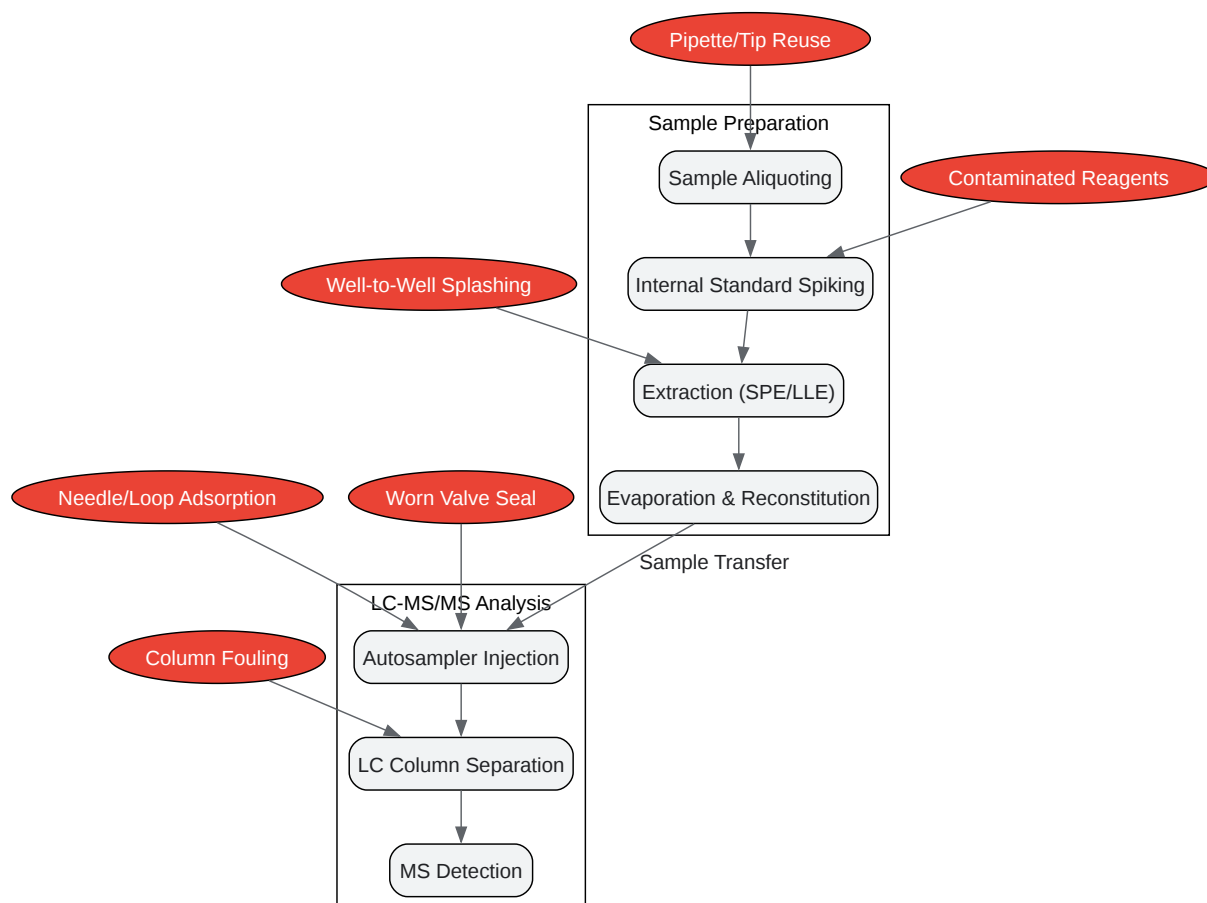 Pipette/Tip Reuse
Sample Preparation
Sample Aliquoting
Contaminated Reagents
Well-to-Well Splashing
Internal Standard Spiking
Extraction (SPE/LLE)
Needle/Loop Adsorption
Worn Valve Seal
Evaporation & Reconstitution
Sample Transfer
LC-MS/MS Analysis
Column Fouling
Autosampler Injection
LC Column Separation
MS Detection